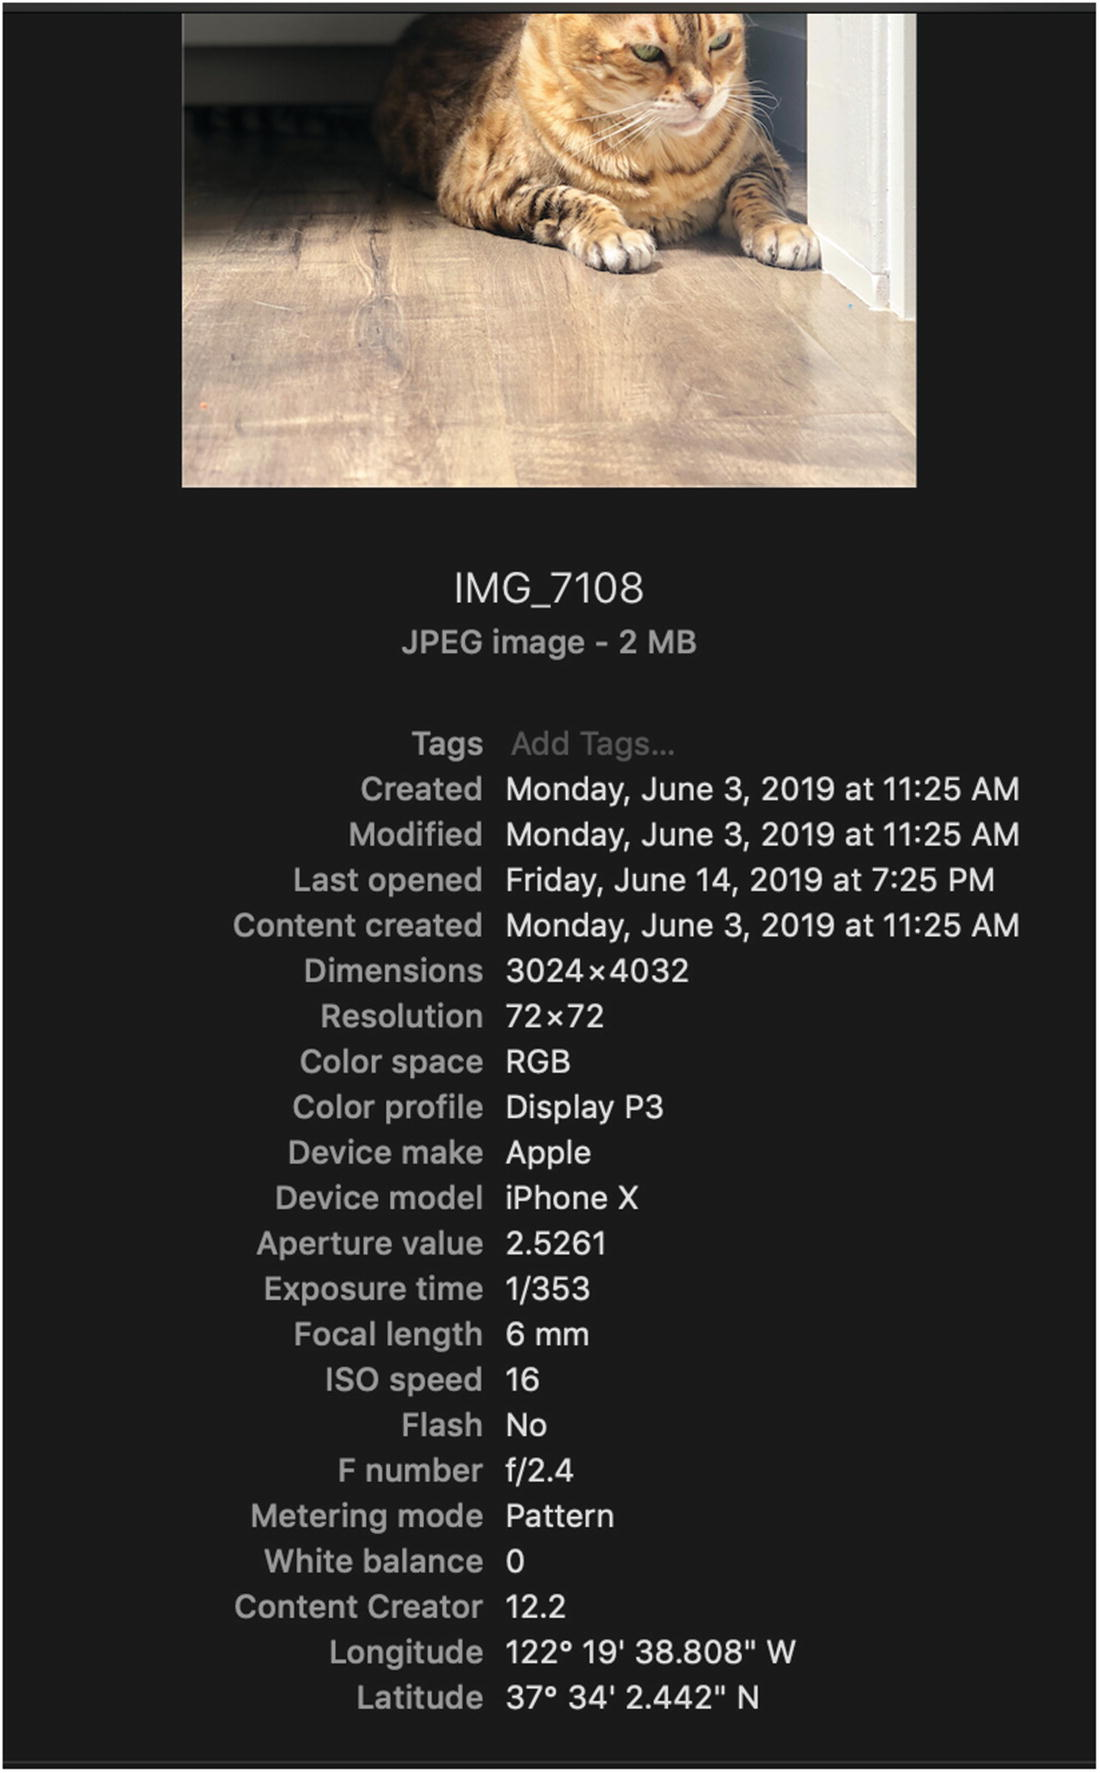 IMG_7108
JPEG image - 2 MB
Tags Add Tags...
Created Monday, June 3, 2019 at 11:25 AM
Modified Monday, June 3, 2019 at 11:25 AM
Last opened Friday, June 14, 2019 at 7:25 PM
Content created Monday, June 3, 2019 at 11:25 AM
Dimensions 3024×4032
Resolution 72×72
Color space RGB
Color profile Display P3
Device make Apple
Device model iPhone X
Aperture value 2.5261
Exposure time 1/353
Focal length 6 mm
ISO speed 16
Flash No
F number f/2.4
Metering mode Pattern
White balance 0
Content Creator 12.2
Longitude 122° 19' 38.808" W
Latitude 37° 34' 2.442" N